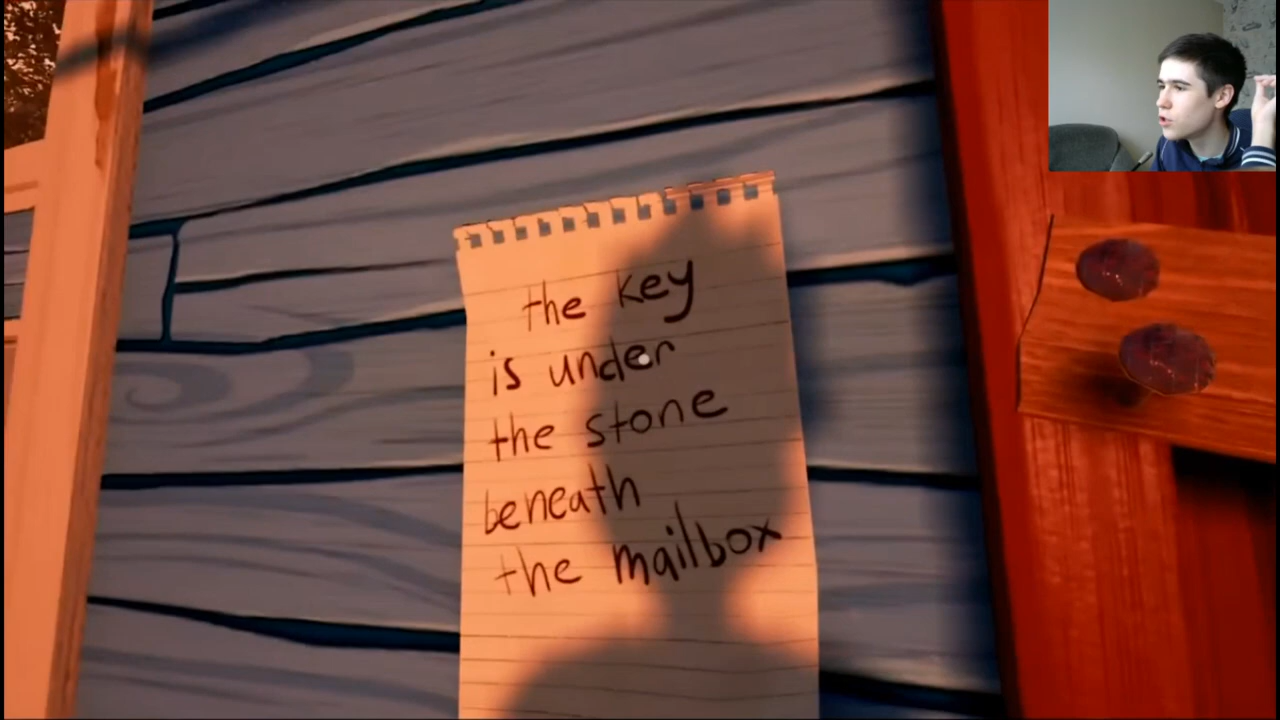 the key
is under
the stone
beneath
the mailbox